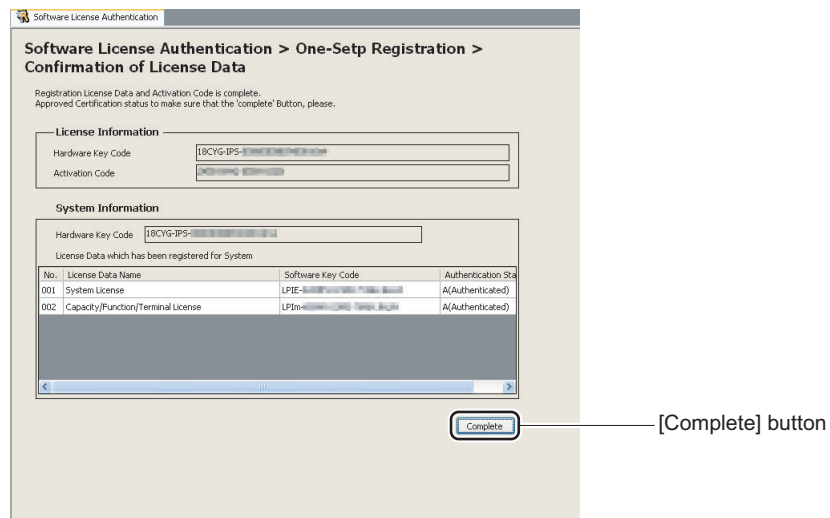 Software License Authentication
Software License Authentication > One-Setp Registration >
Confirmation of License Data
Registration License Data and Activation Code is complete.
Approved Certification status to make sure that the 'complete' Button, please.
License Information
Hardware Key Code 18CYG-IPS-
Activation Code
System Information
Hardware Key Code 18CYG-IPS-
License Data which has been registered for System
No. License Data Name Software Key Code Authentication Sta
001 System License LPIE- A(Authenticated)
002 Capacity/Function/Terminal License LPIm- A(Authenticated)
Complete [Complete] button